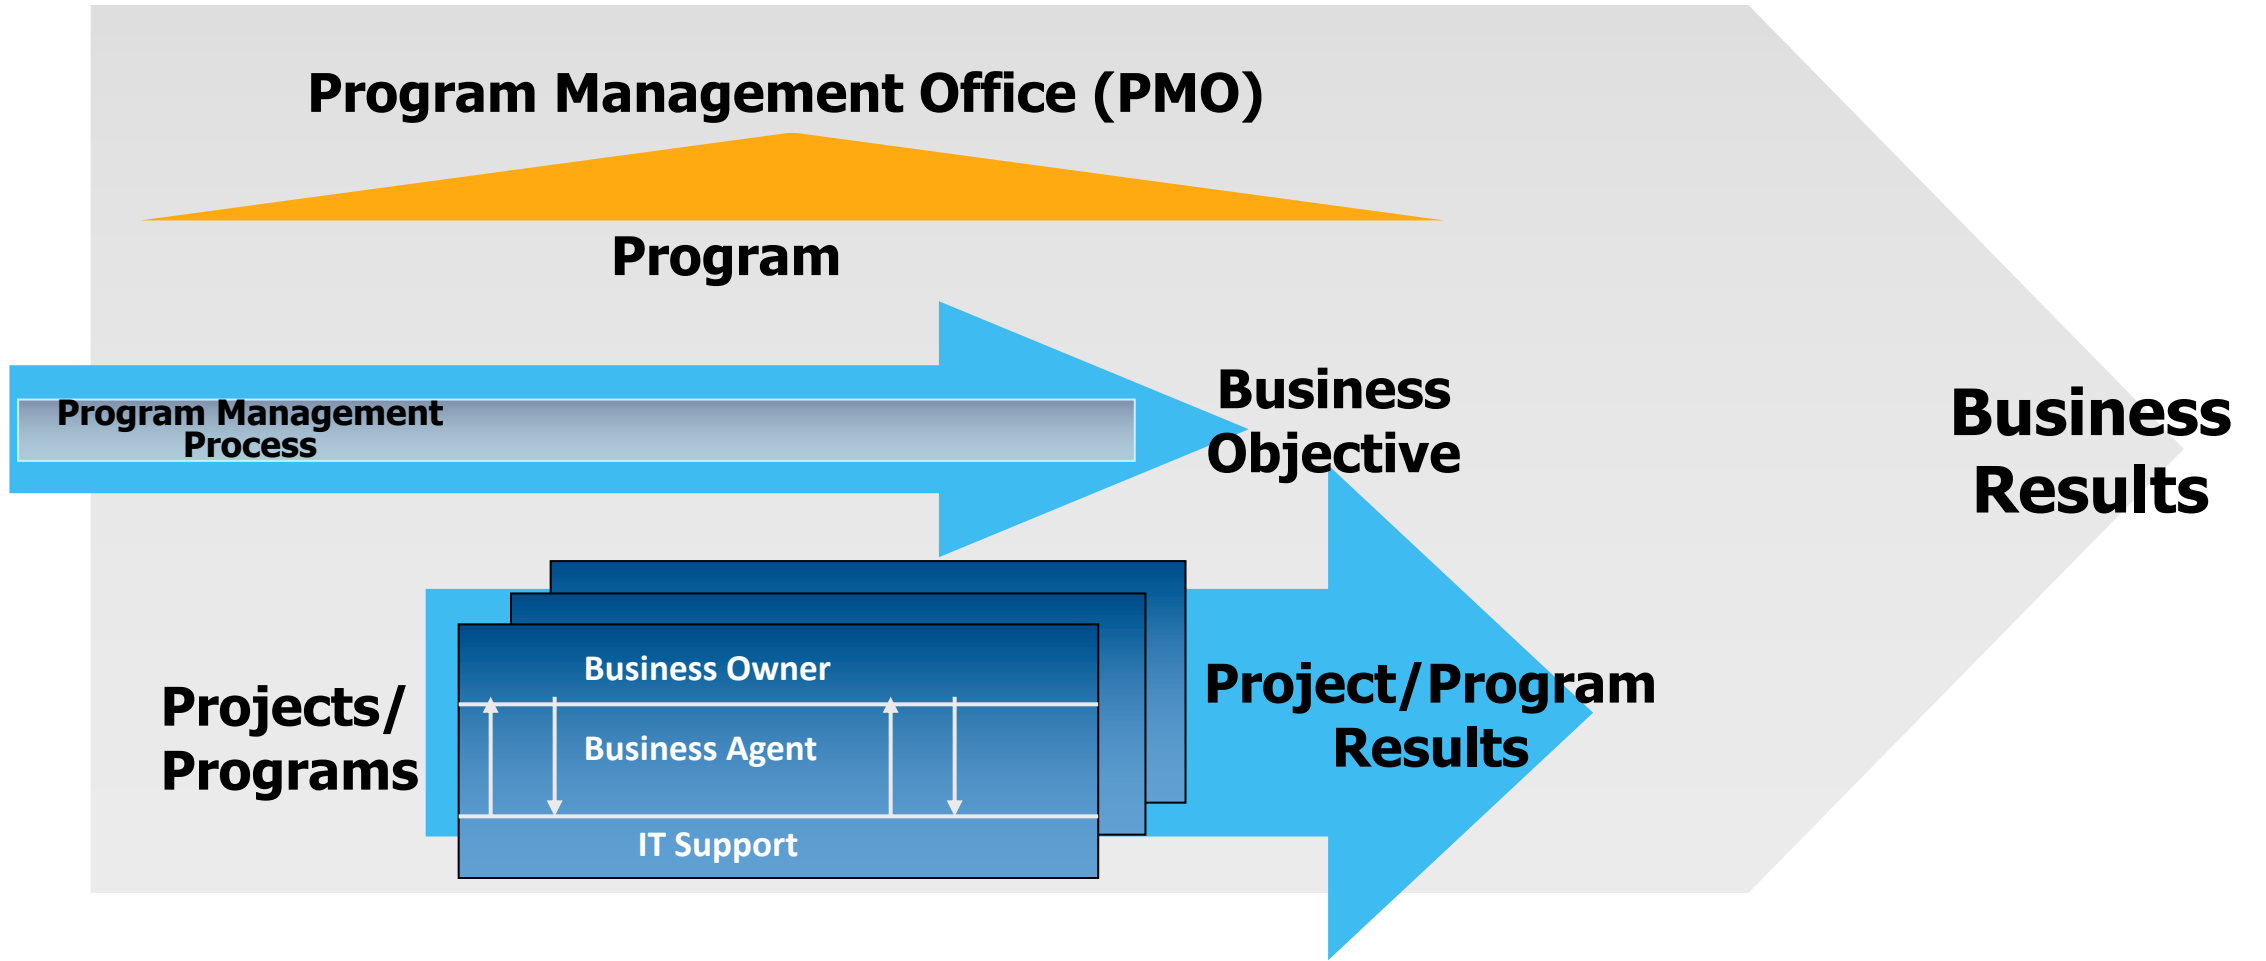 Program Management Office (PMO)
Program
Program Management
Process
Business
Objective
Business
Results
Projects/
Programs
Business Owner
Business Agent
IT Support
Project/Program
Results